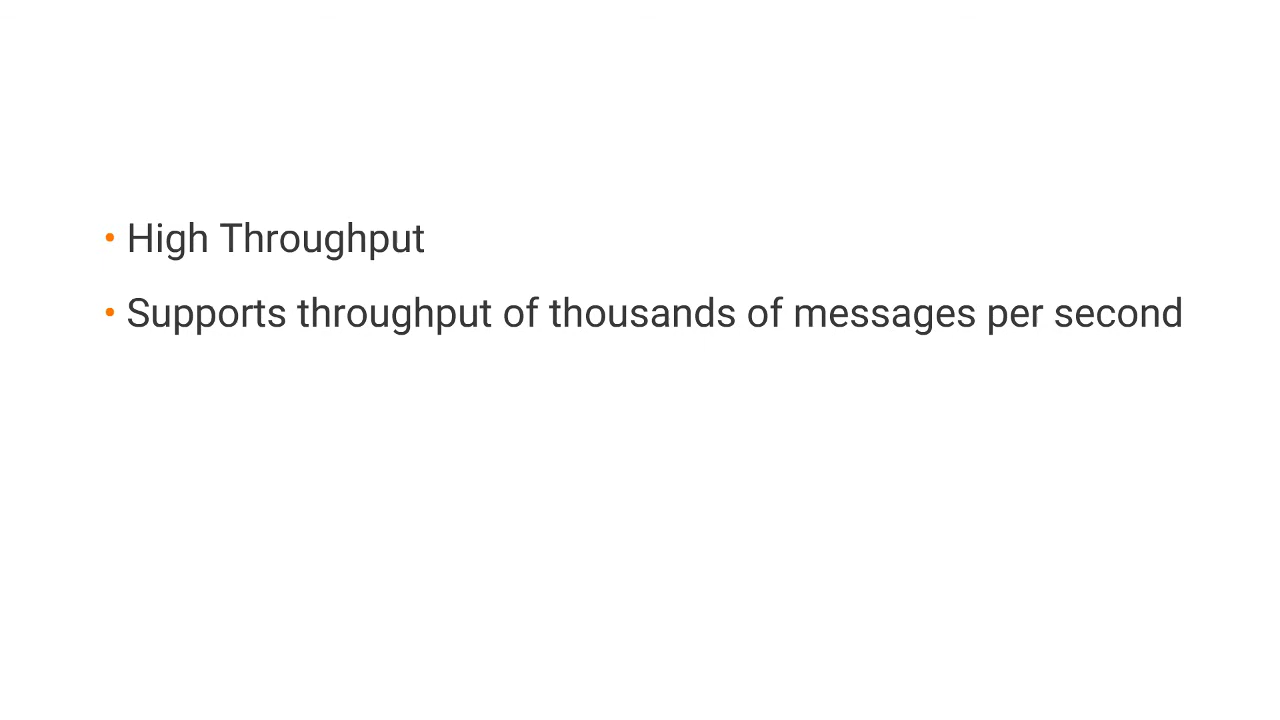 • High Throughput
• Supports throughput of thousands of messages per second